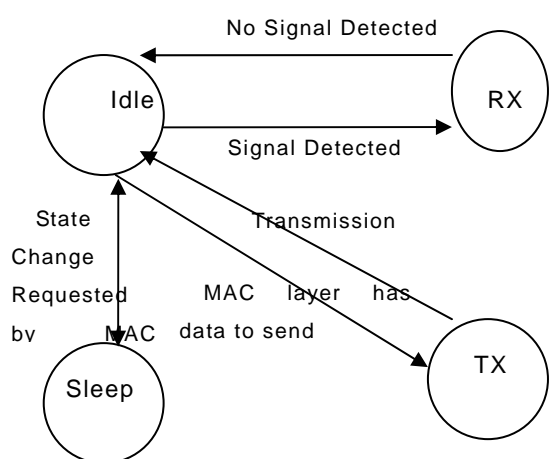 No Signal Detected
Idle
RX
Signal Detected
State
Change
Requested
by MAC
Transmission
MAC layer has
data to send
TX
Sleep